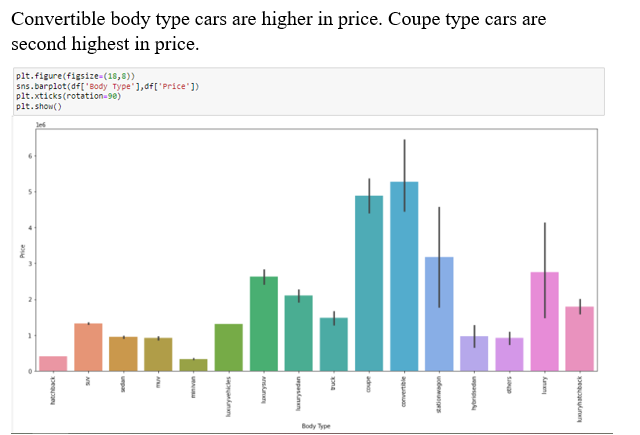 Convertible body type cars are higher in price. Coupe type cars are
second highest in price.
plt.figure(figsize=(18,8))
sns.barplot(df['Body Type'],df['Price'])
plt.xticks(rotation=90)
plt.show()
1e6
6
5
4
3
2
1
0
Price
hatchback
suv
sedan
muv
minivan
luxuryvehicles
luxurysuv
luxurysedan
truck
coupe
convertible
stationwagon
hybridsedan
others
luxury
luxuryhatchback
Body Type